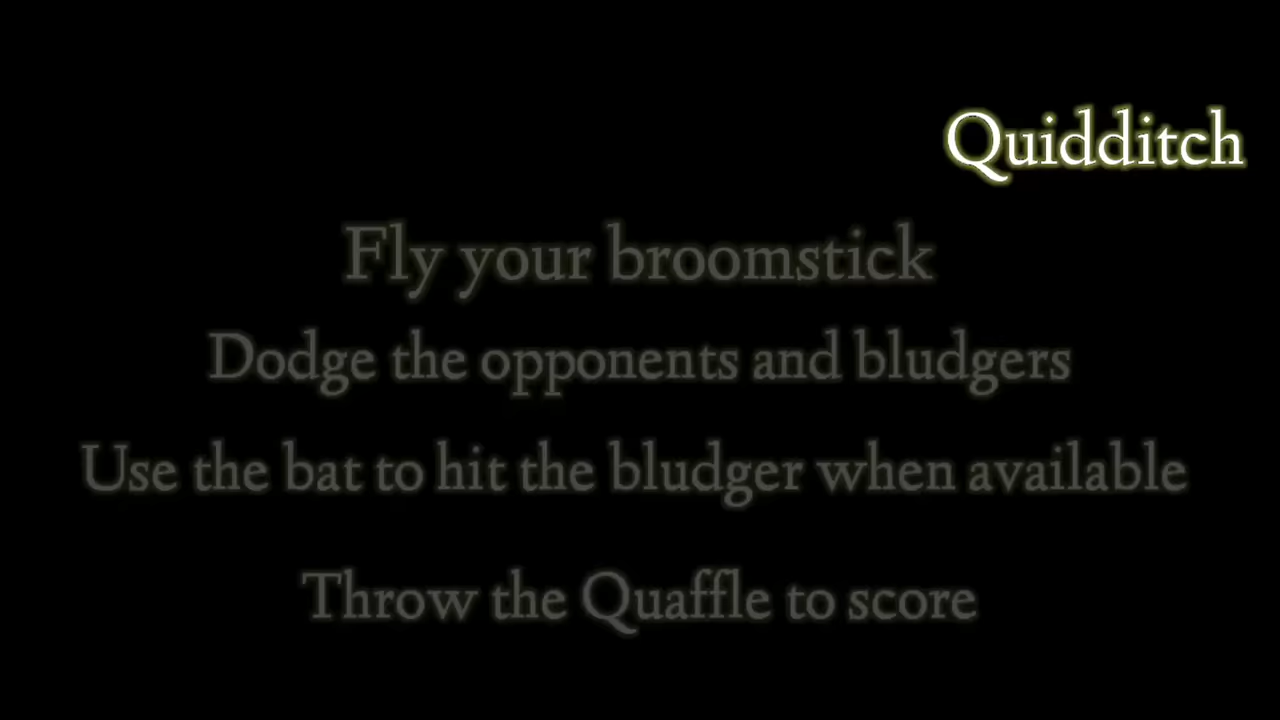 Quidditch
Fly your broomstick
Dodge the opponents and bludgers
Use the bat to hit the bludger when available
Throw the Quaffle to score